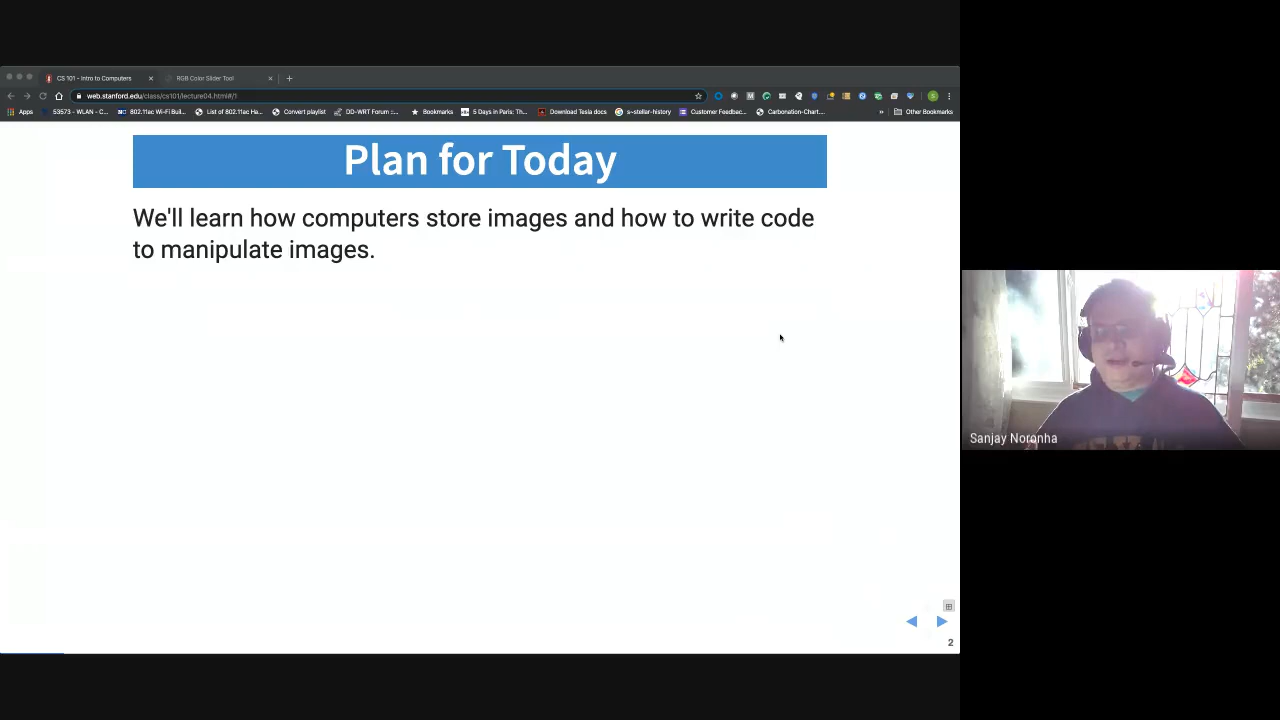 CS 101 - Intro to Computers
RGB Color Slider Tool
web.stanford.edu/class/cs101/lecture04.html#/1
Apps
53573 – WLAN – C...
802.11ac Wi-Fi Buil...
List of 802.11ac Ha...
Convert playlist
DD-WRT Forum ::...
Bookmarks
5 Days in Paris: Th...
Download Tesla docs
s-stellar-history
Customer Feedbac...
Carbonation-Chart....
»
Other Bookmarks
Plan for Today
We'll learn how computers store images and how to write code
to manipulate images.
Sanjay Noronha
2